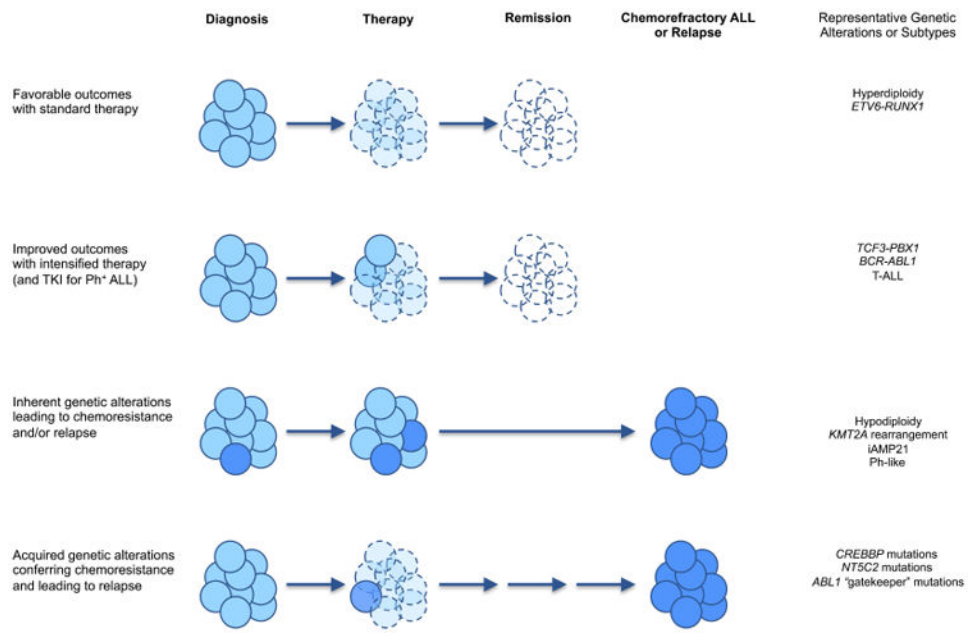 Diagnosis
Therapy
Remission
Chemorefractory ALL
or Relapse
Representative Genetic
Alterations or Subtypes
Favorable outcomes
with standard therapy
Hyperdiploidy
ETV6-RUNX1
Improved outcomes
with intensified therapy
(and TKI for Ph⁺ ALL)
TCF3-PBX1
BCR-ABL1
T-ALL
Inherent genetic alterations
leading to chemoresistance
and/or relapse
Hypodiploidy
KMT2A rearrangement
iAMP21
Ph-like
Acquired genetic alterations
conferring chemoresistance
and leading to relapse
CREBBP mutations
NT5C2 mutations
ABL1 “gatekeeper” mutations